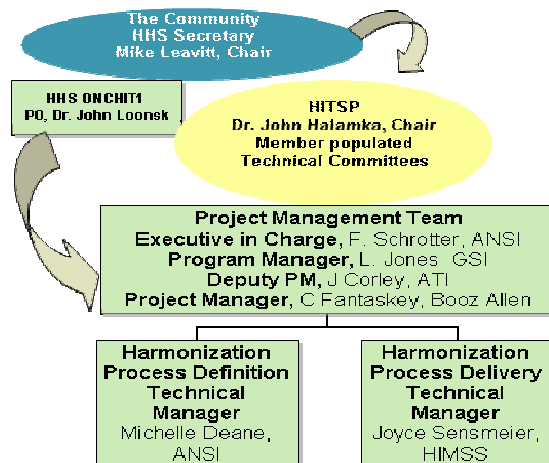 The Community
HHS Secretary
Mike Leavitt, Chair
HHS ONCHIT1
PO, Dr. John Loonsk
HITSP
Dr. John Halamka, Chair
Member populated
Technical Committees
Project Management Team
Executive in Charge, F. Schrotter, ANSI
Program Manager, L. Jones GSI
Deputy PM, J Corley, ATI
Project Manager, C Fantaskey, Booz Allen
Harmonization
Process Definition
Technical
Manager
Michelle Deane,
ANSI
Harmonization
Process Delivery
Technical
Manager
Joyce Sensmeier,
HIMSS